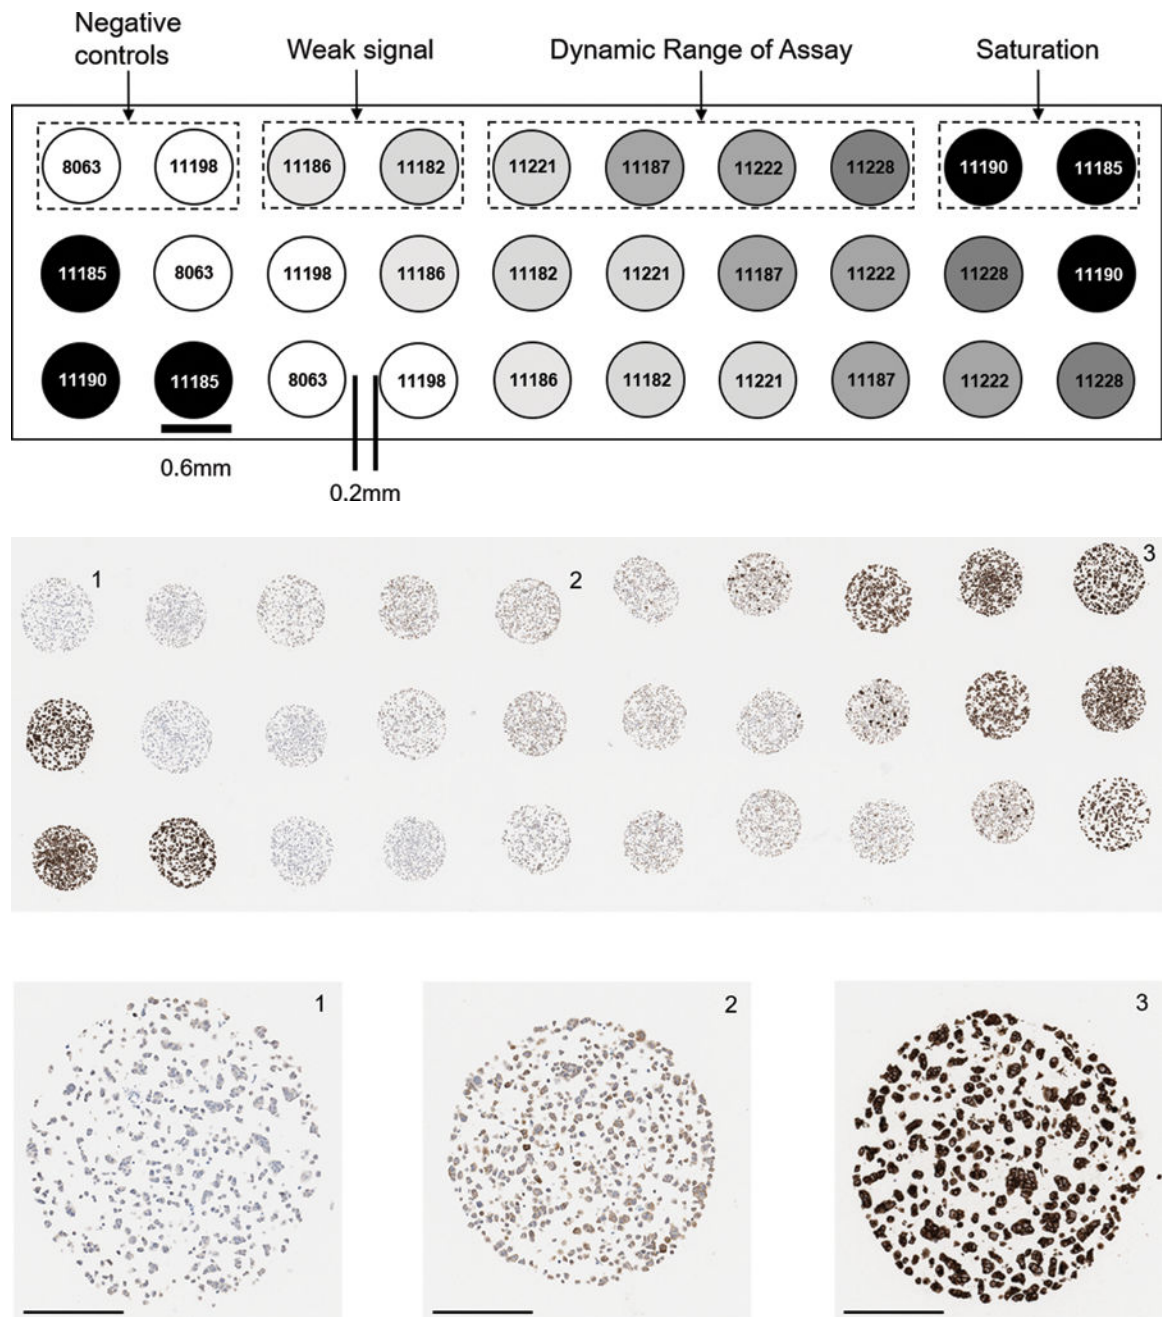 Negative
controls
Weak signal
Dynamic Range of Assay
Saturation
8063 11198 11186 11182 11221 11187 11222 11228 11190 11185
11185 8063 11198 11186 11182 11221 11187 11222 11228 11190
11190 11185 8063 11198 11186 11182 11221 11187 11222 11228
0.6mm
0.2mm
1 2 3
1 2 3